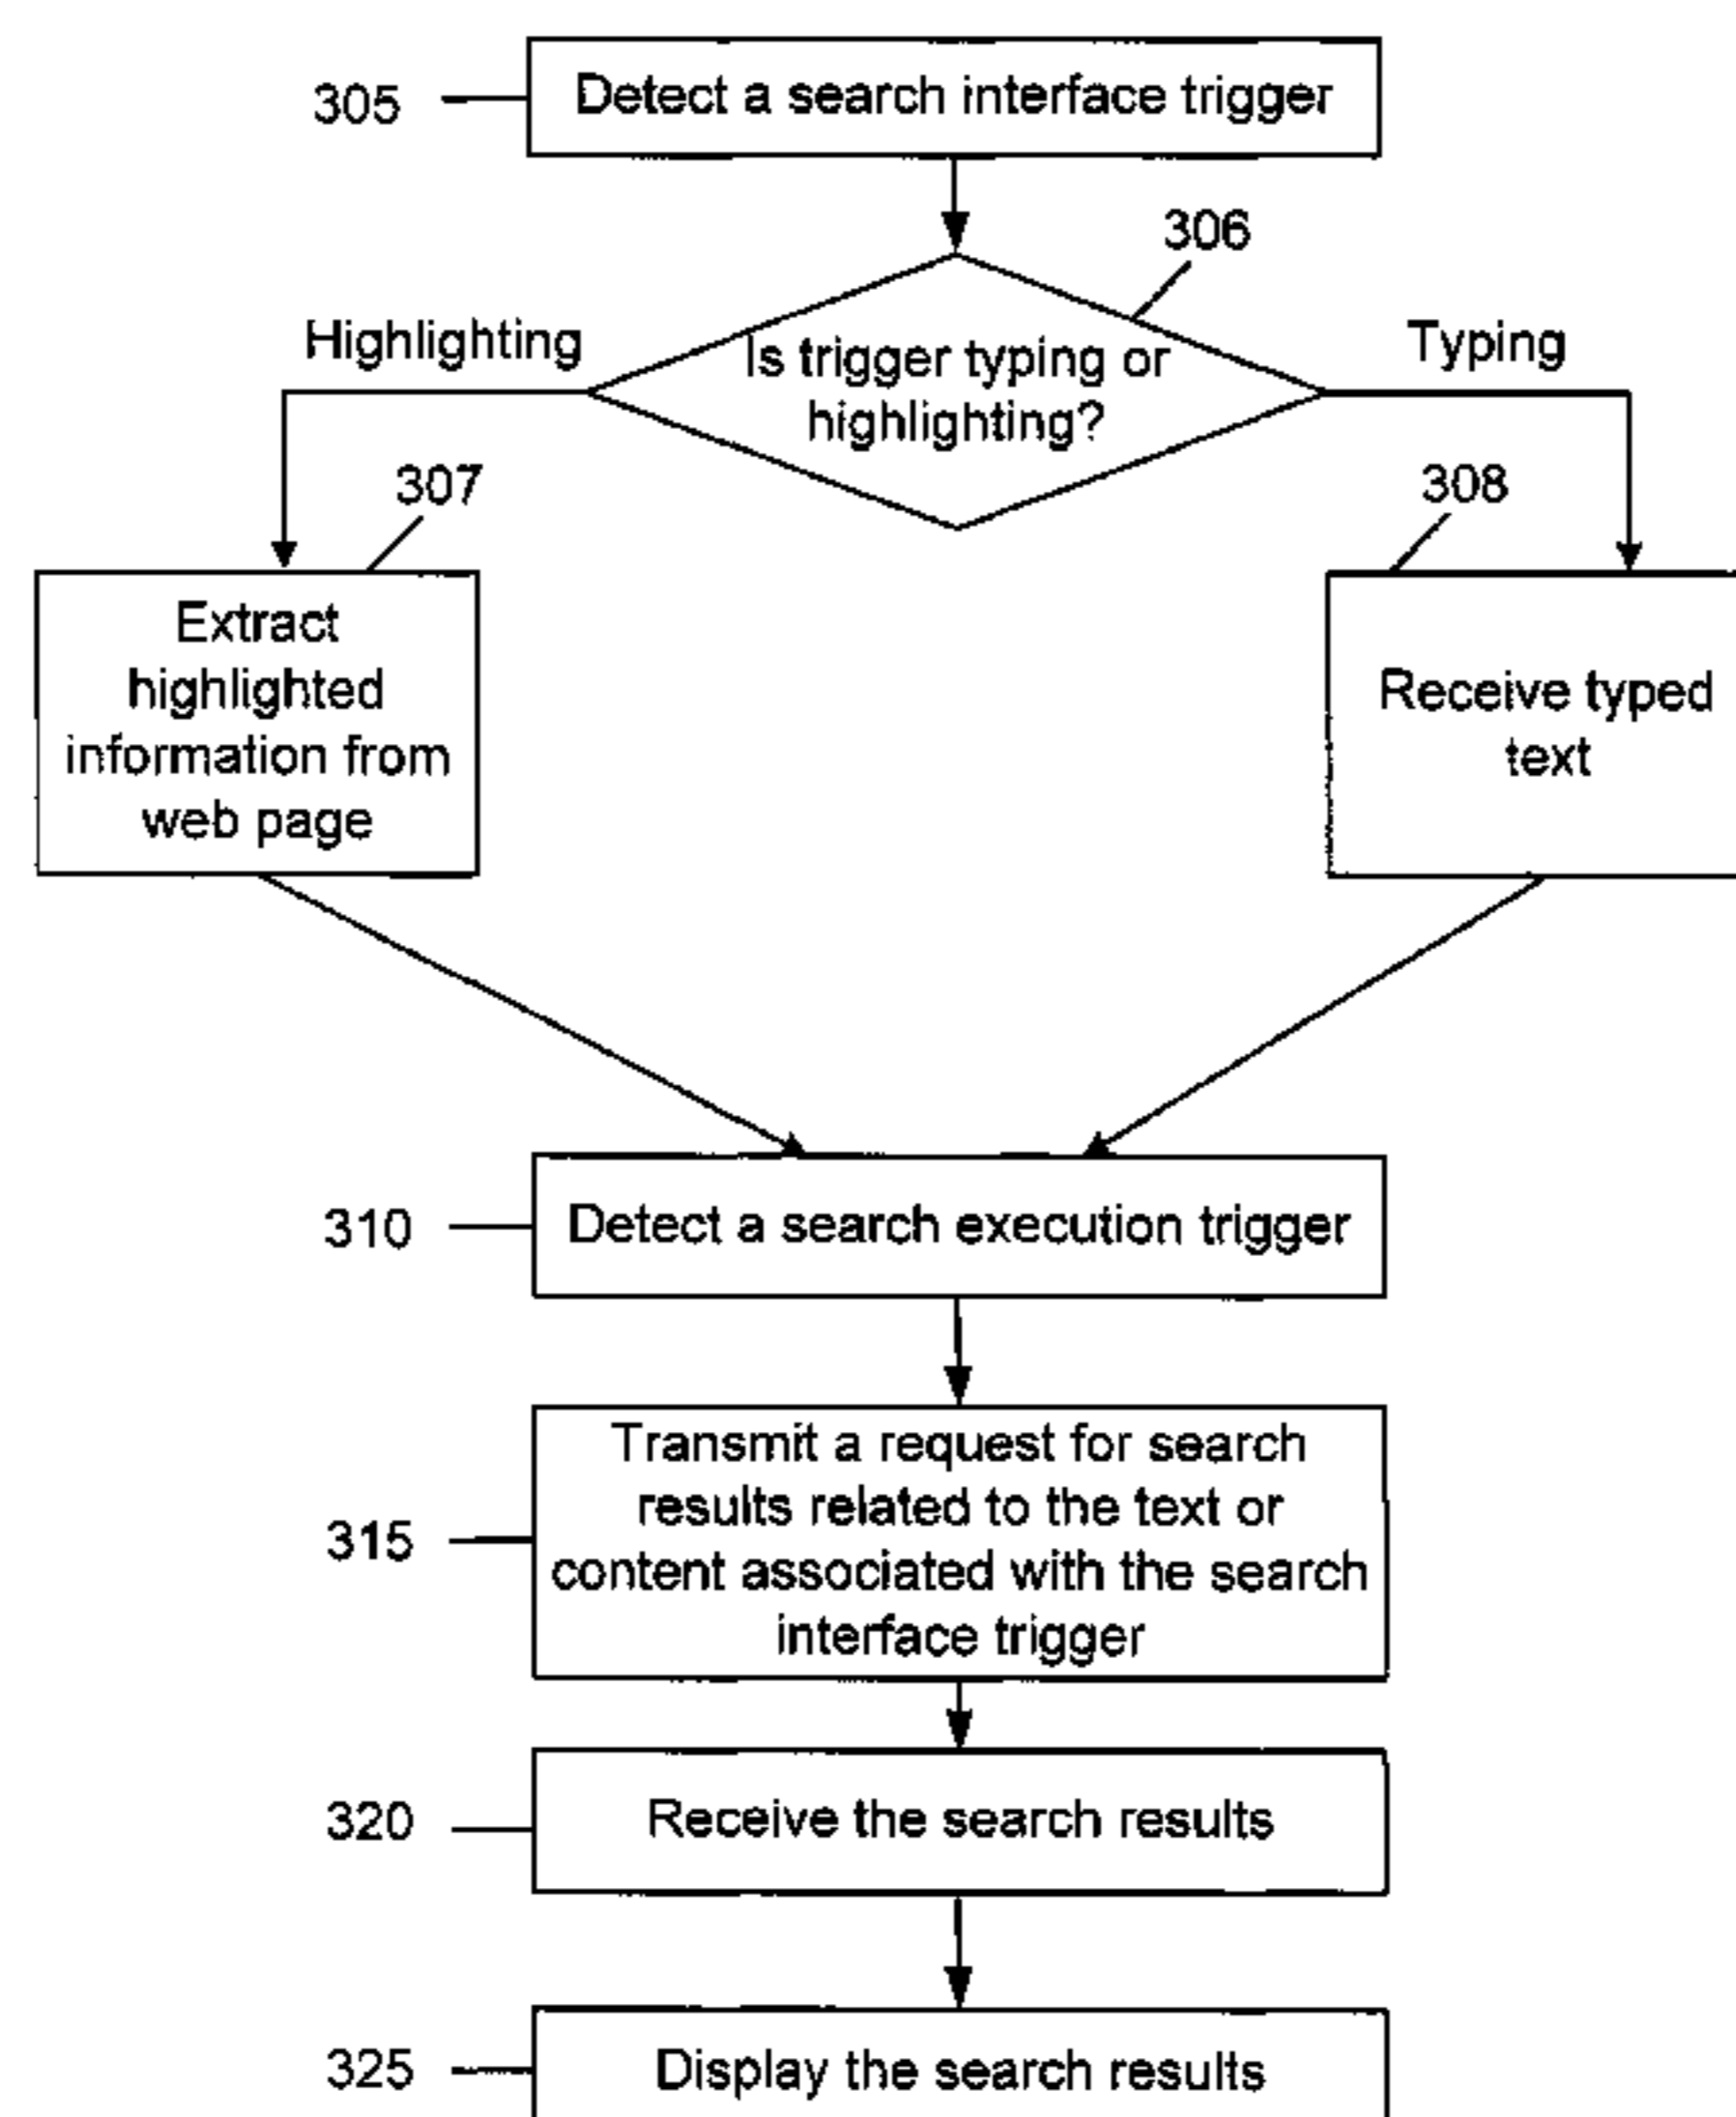 305
Detect a search interface trigger
306
Highlighting
Is trigger typing or
highlighting?
Typing
307
308
Extract
highlighted
information from
web page
Receive typed
text
310
Detect a search execution trigger
315
Transmit a request for search
results related to the text or
content associated with the search
interface trigger
320
Receive the search results
325
Display the search results